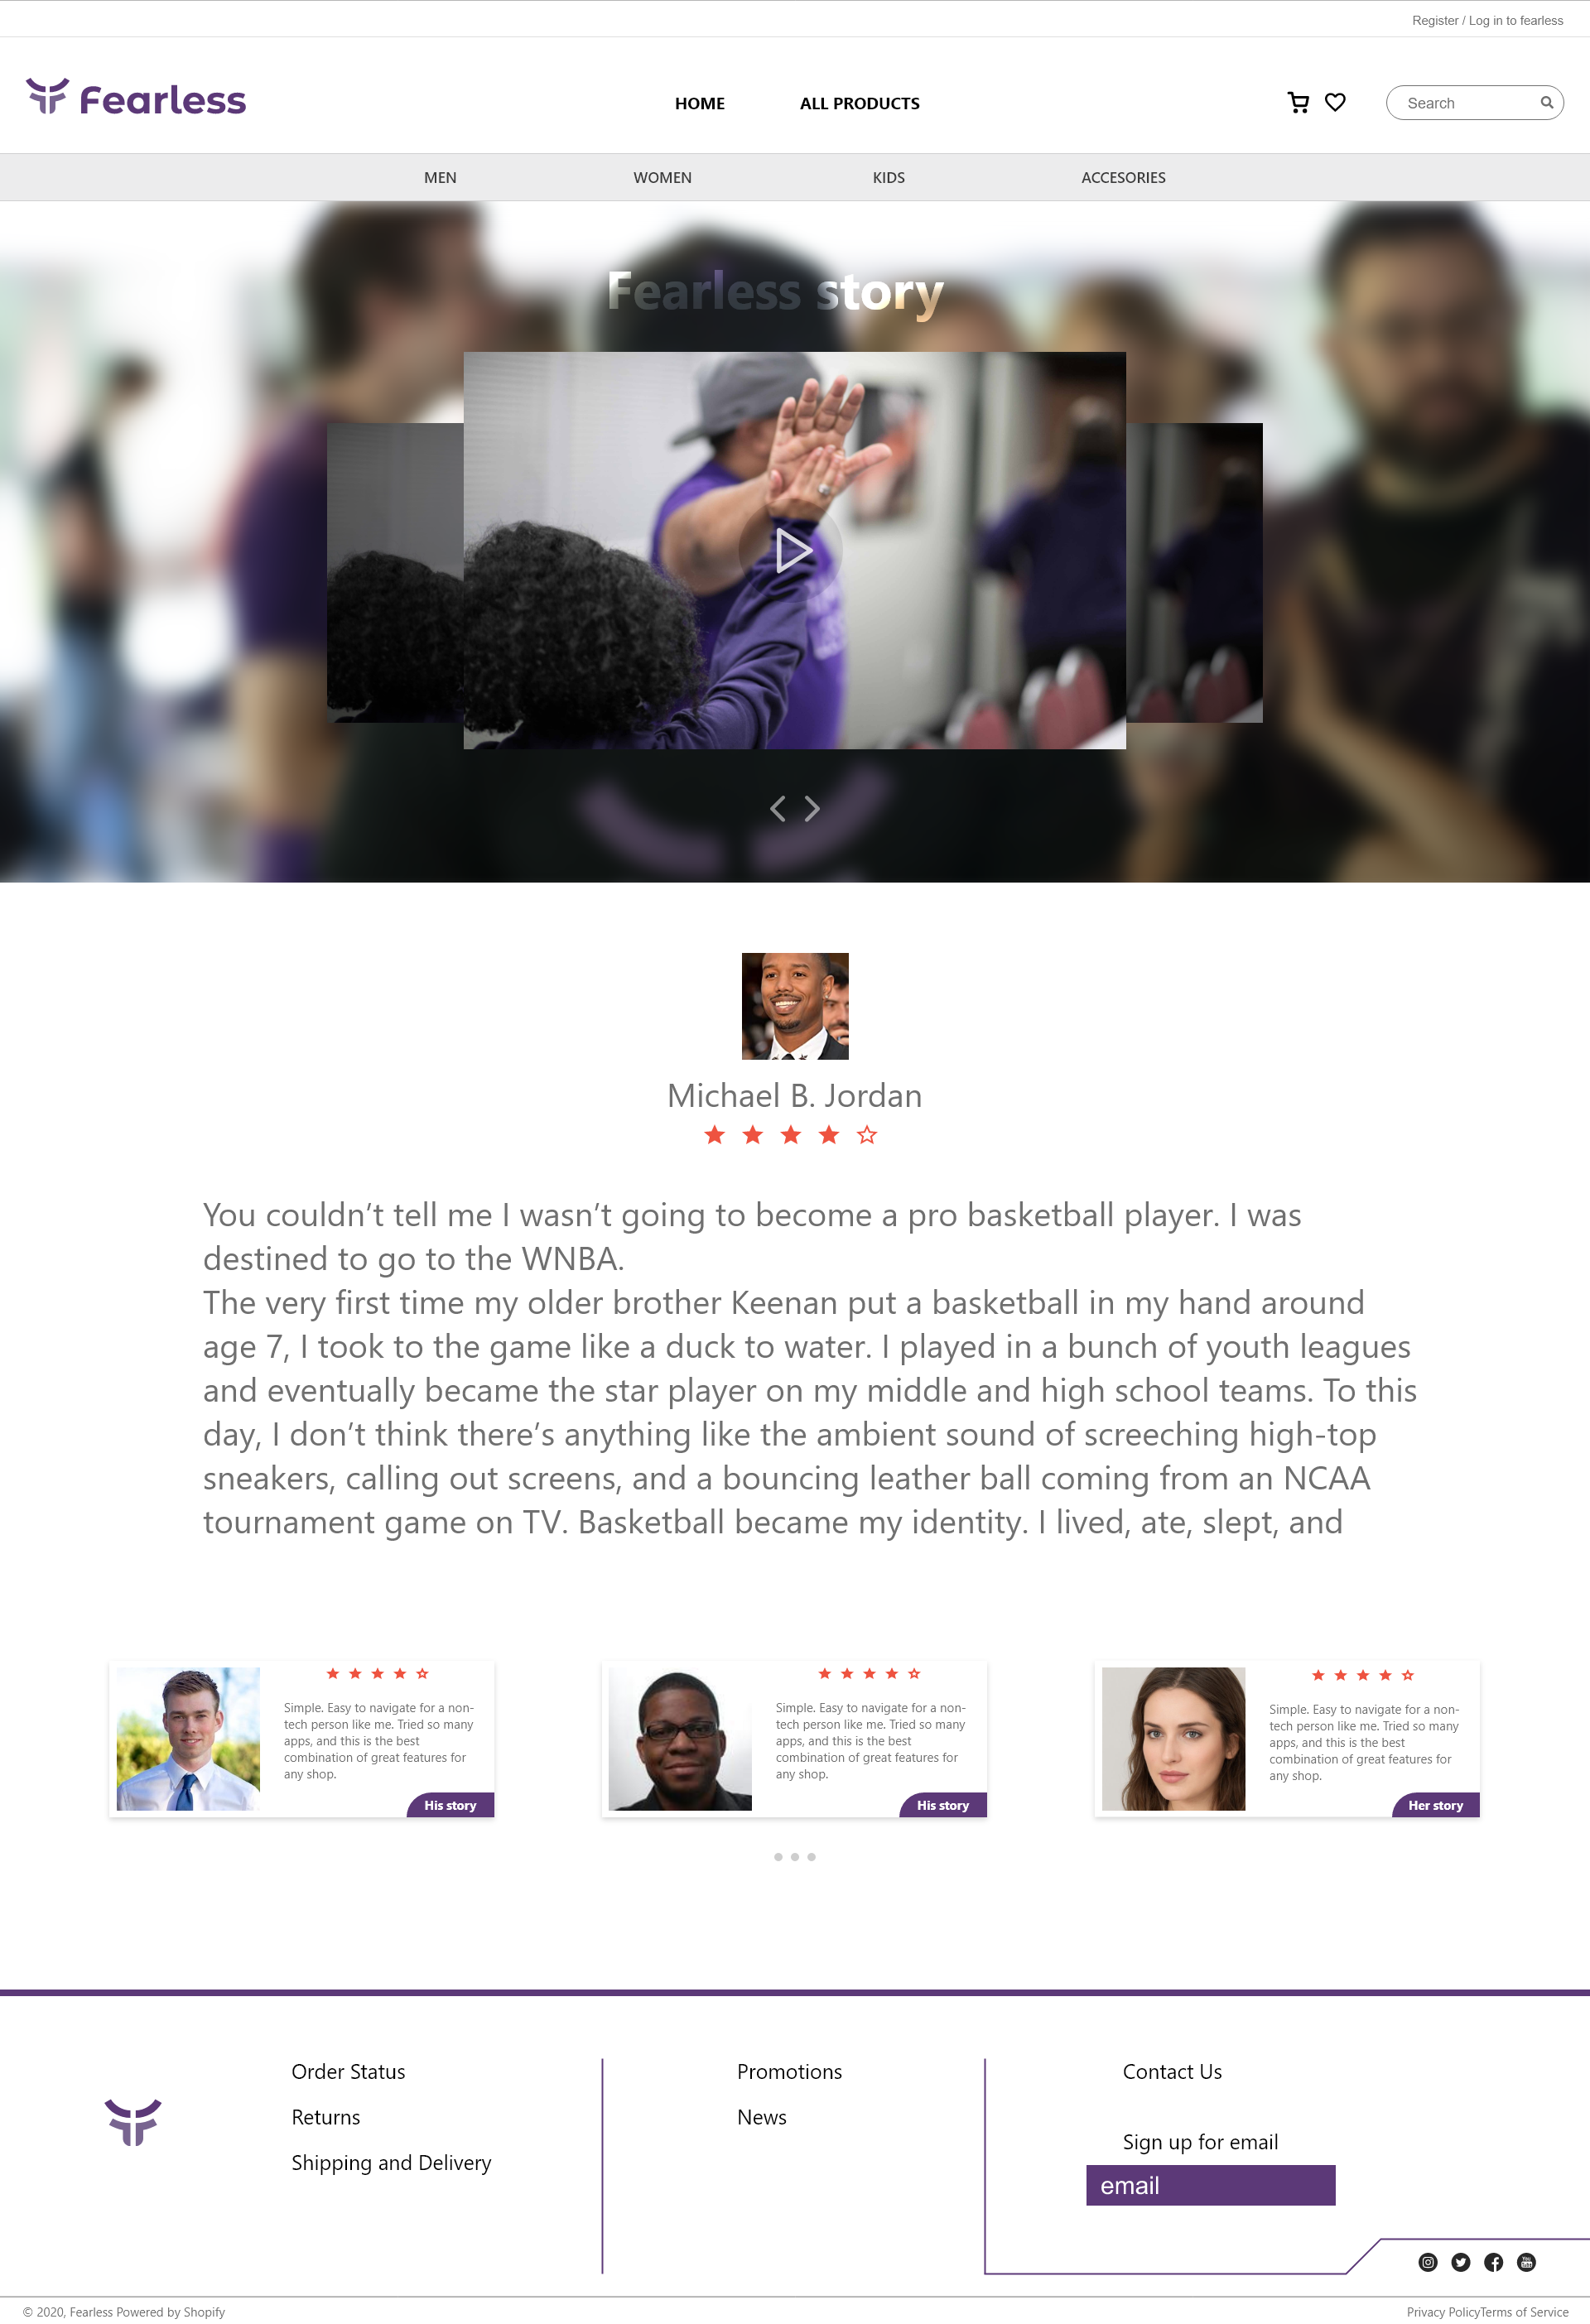 Register / Log in to fearless
Fearless
HOME
ALL PRODUCTS
Search
MEN
WOMEN
KIDS
ACCESORIES
Fearless story
Michael B. Jordan
You couldn’t tell me I wasn’t going to become a pro basketball player. I was
destined to go to the WNBA.
The very first time my older brother Keenan put a basketball in my hand around
age 7, I took to the game like a duck to water. I played in a bunch of youth leagues
and eventually became the star player on my middle and high school teams. To this
day, I don’t think there’s anything like the ambient sound of screeching high-top
sneakers, calling out screens, and a bouncing leather ball coming from an NCAA
tournament game on TV. Basketball became my identity. I lived, ate, slept, and
Simple. Easy to navigate for a non-
tech person like me. Tried so many
apps, and this is the best
combination of great features for
any shop.
His story
Simple. Easy to navigate for a non-
tech person like me. Tried so many
apps, and this is the best
combination of great features for
any shop.
His story
Simple. Easy to navigate for a non-
tech person like me. Tried so many
apps, and this is the best
combination of great features for
any shop.
Her story
Order Status
Returns
Shipping and Delivery
Promotions
News
Contact Us
Sign up for email
email
© 2020, Fearless Powered by Shopify
Privacy PolicyTerms of Service